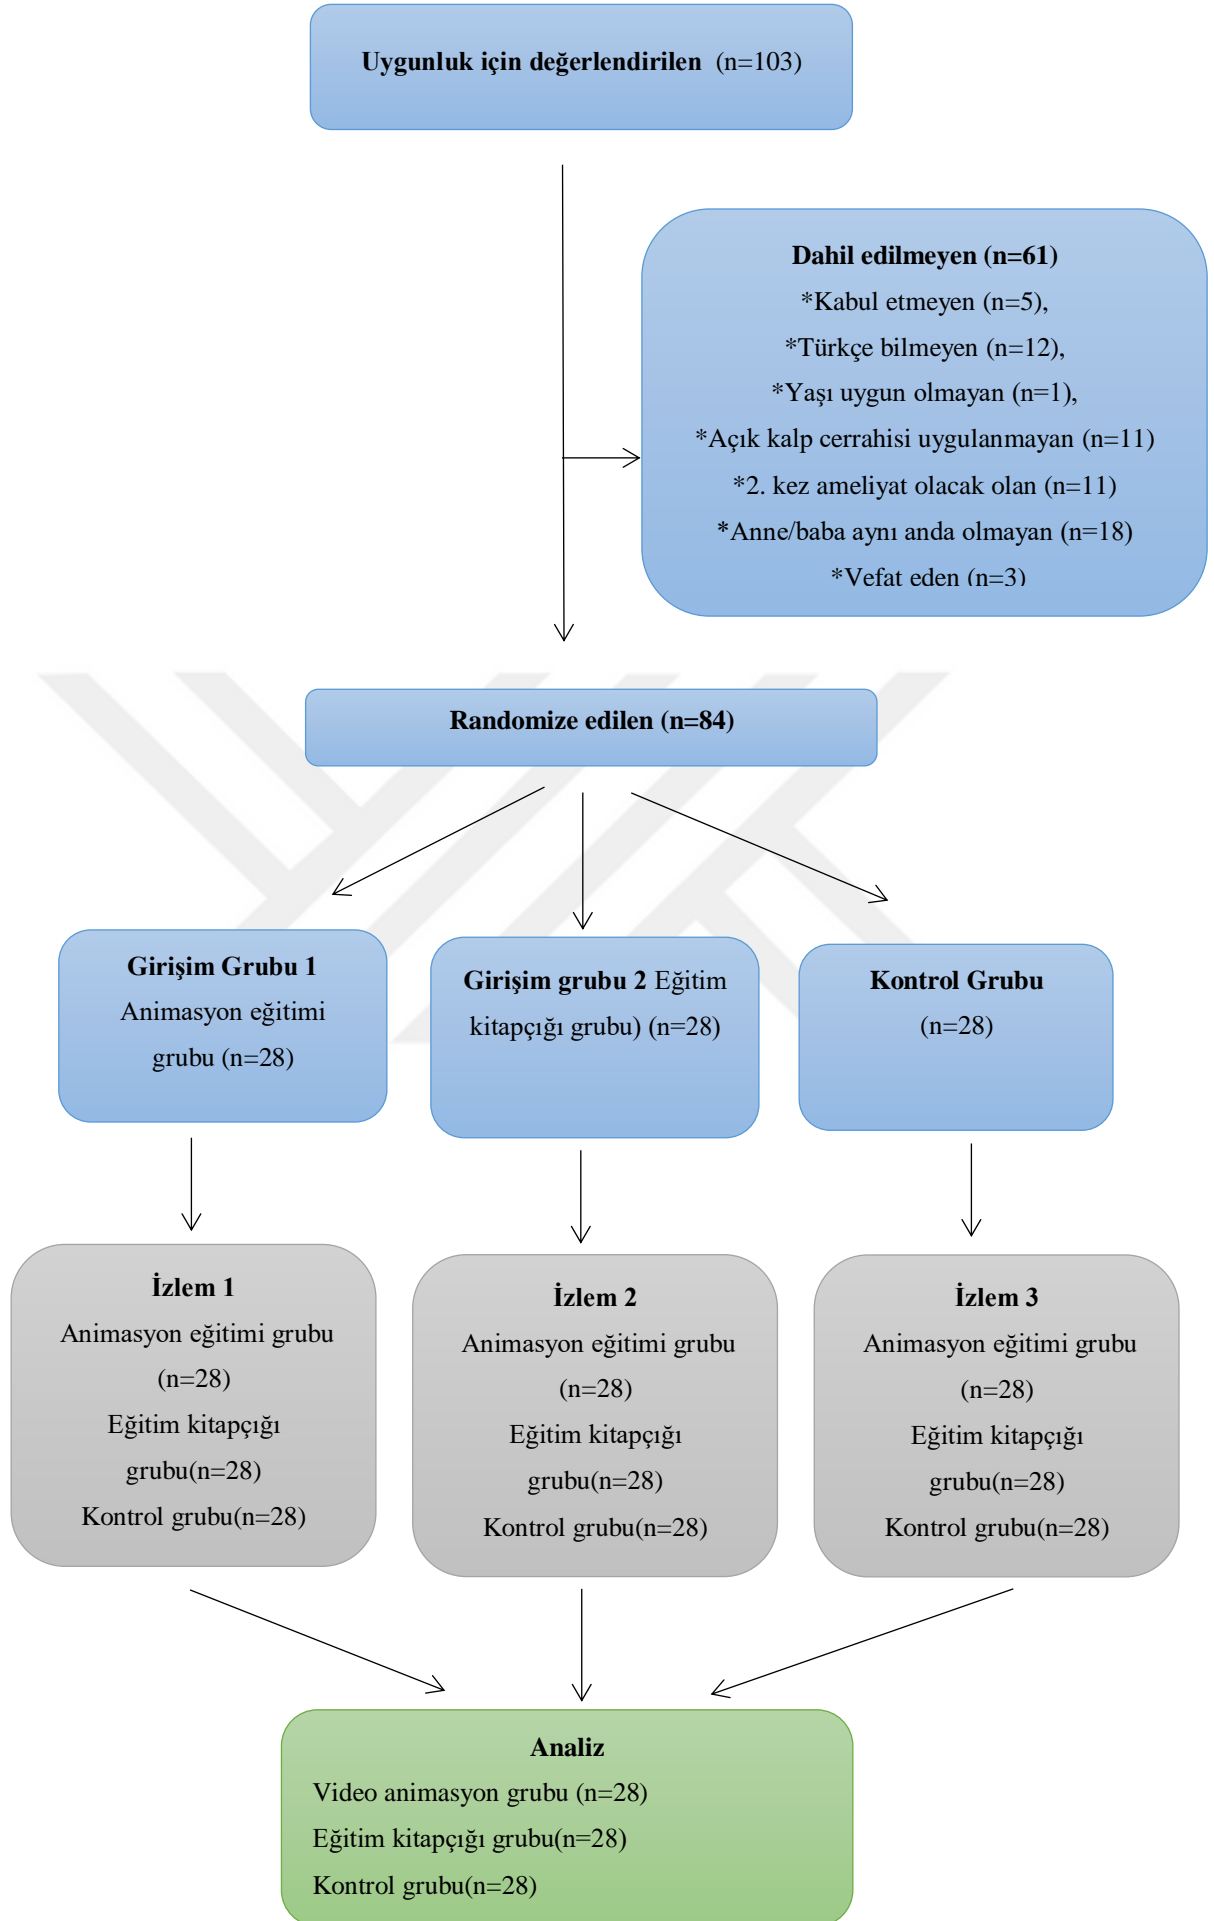 Uygunluk için değerlendirilen (n=103)
Dahil edilmeyen (n=61)
*Kabul etmeyen (n=5),
*Türkçe bilmeyen (n=12),
*Yaşı uygun olmayan (n=1),
*Açık kalp cerrahisi uygulanmayan (n=11)
*2. kez ameliyat olacak olan (n=11)
*Anne/baba aynı anda olmayan (n=18)
*Vefat eden (n=3)
Randomize edilen (n=84)
Girişim Grubu 1
Animasyon eğitimi
grubu (n=28)
Girişim grubu 2 Eğitim
kitapçığı grubu) (n=28)
Kontrol Grubu
(n=28)
İzlem 1
Animasyon eğitimi grubu
(n=28)
Eğitim kitapçığı
grubu(n=28)
Kontrol grubu(n=28)
İzlem 2
Animasyon eğitimi grubu
(n=28)
Eğitim kitapçığı
grubu(n=28)
Kontrol grubu(n=28)
İzlem 3
Animasyon eğitimi grubu
(n=28)
Eğitim kitapçığı
grubu(n=28)
Kontrol grubu(n=28)
Analiz
Video animasyon grubu (n=28)
Eğitim kitapçığı grubu(n=28)
Kontrol grubu(n=28)